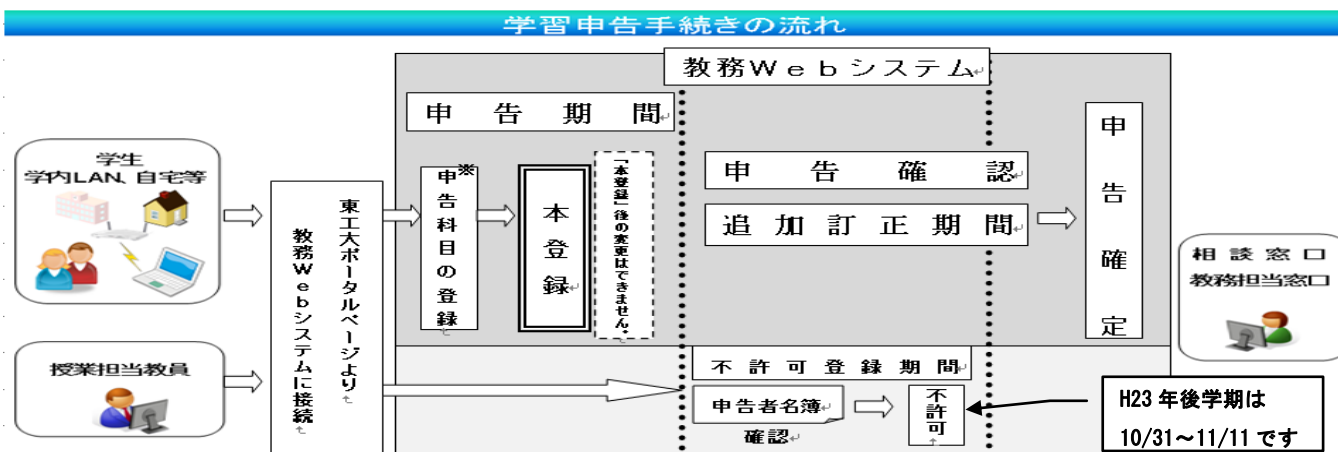 学習申告手続きの流れ
教務Ｗｅｂシステム
申告期間
学生
学内LAN、自宅等
東工大ポータルページより
教務Ｗｅｂシステムに接続
※
申告科目の登録
本登録
「本登録」後の変更はできません。
申告確認
追加訂正期間
申告確定
相談窓口
教務担当窓口
授業担当教員
不許可登録期間
申告者名簿
確認
不許可
H23 年後学期は
10/31～11/11 です